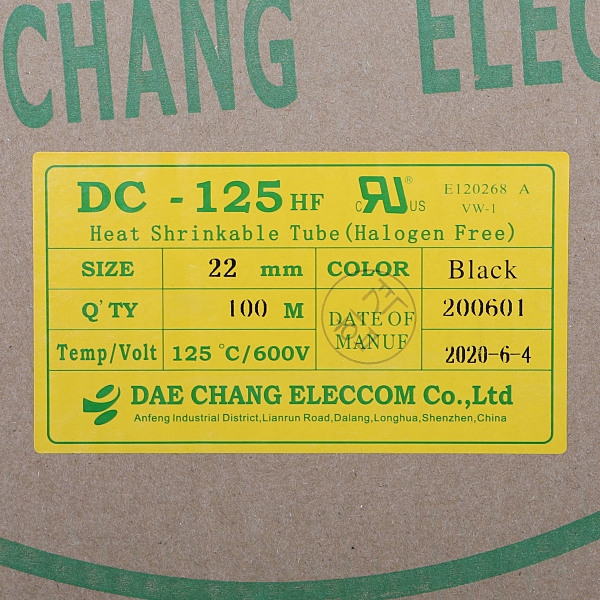 CHANG ELEC
DC - 125 HF
c RU ® US
E120268 A
VW-1
Heat Shrinkable Tube (Halogen Free)
SIZE 22 mm COLOR Black
Q'TY 100 M DATE OF MANUF 200601
Temp/Volt 125 °C/600V 2020-6-4
DAE CHANG ELECCOM Co.,Ltd
Anfeng Industrial District,Lianrun Road,Dalang,Longhua,Shenzhen,China